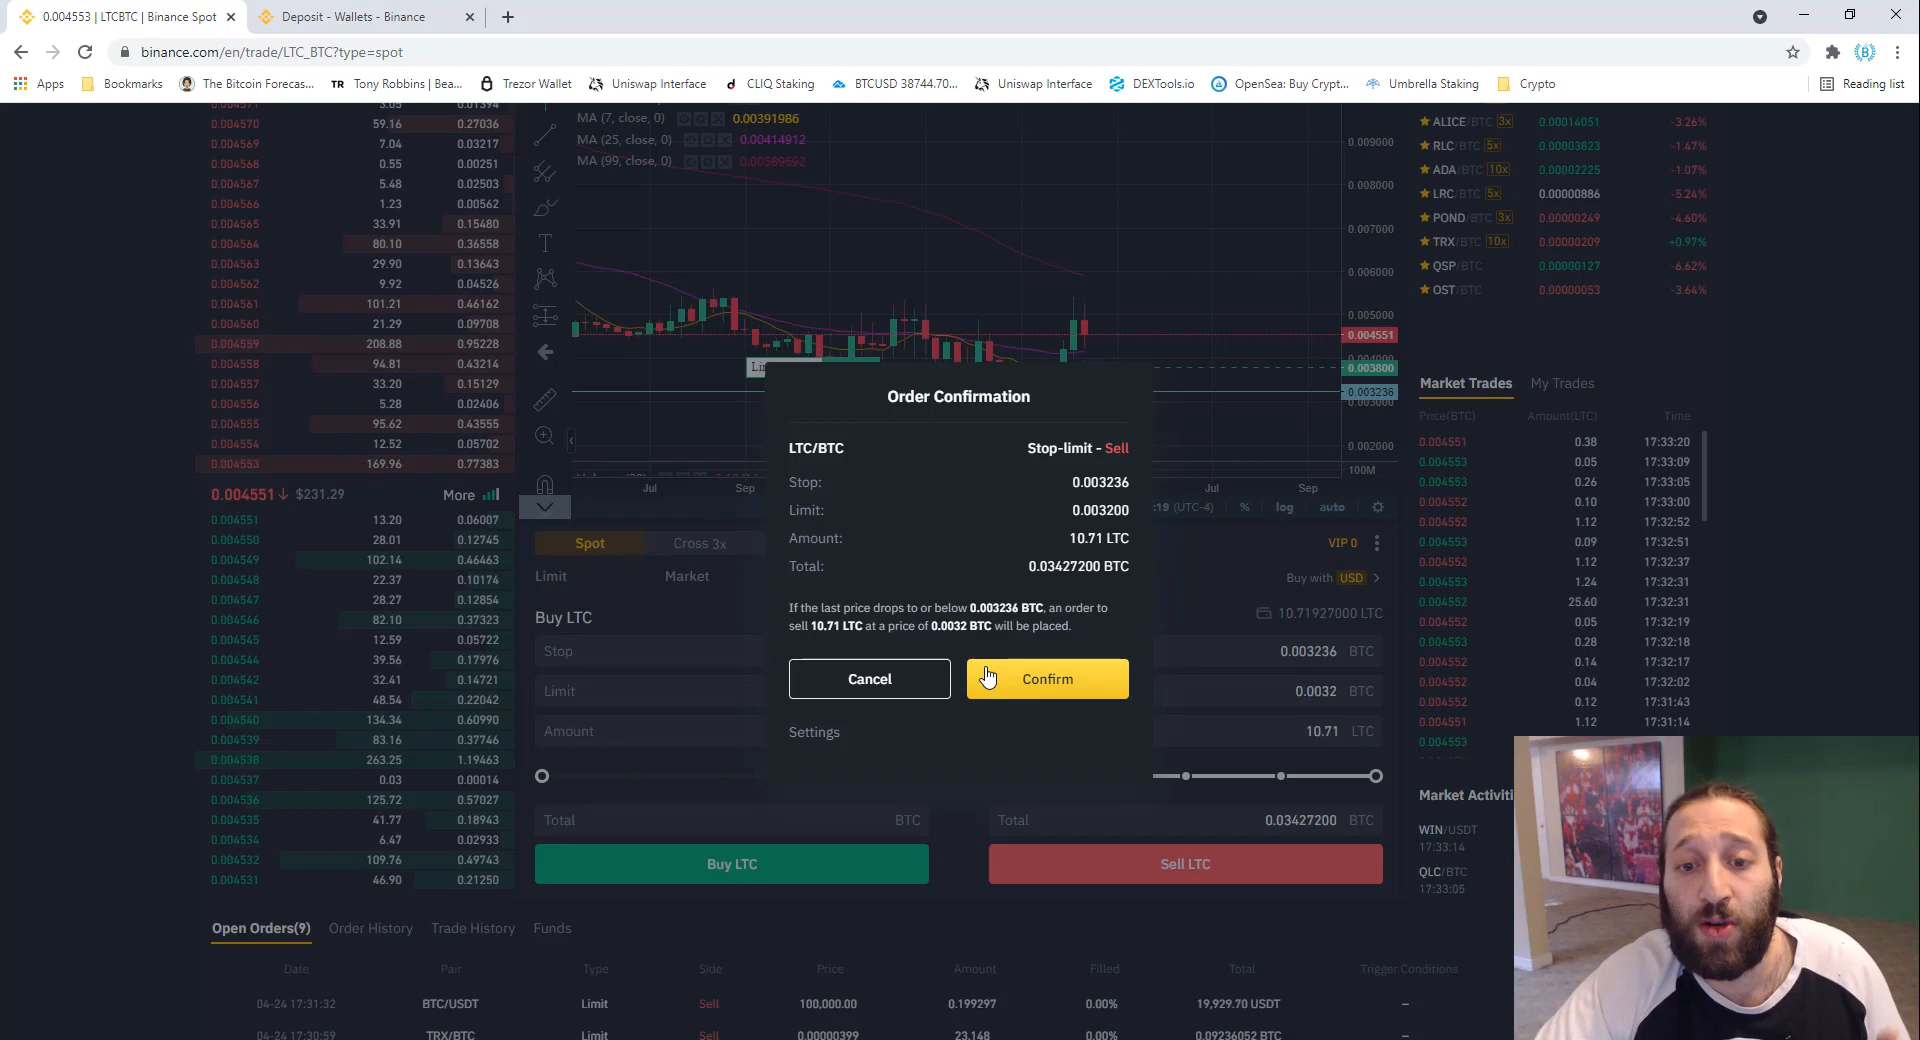 0.004553 | LTCBTC | Binance Spot
Deposit - Wallets - Binance
binance.com/en/trade/LTC_BTC?type=spot
Apps
Bookmarks
The Bitcoin Forecas...
TR Tony Robbins | Bea...
Trezor Wallet
Uniswap Interface
CLIQ Staking
BTCUSD 38744.70...
Uniswap Interface
DEXTools.io
OpenSea: Buy Crypt...
Umbrella Staking
Crypto
Reading list
0.004571 3.05 0.01394
0.004570 59.16 0.27036
0.004569 7.04 0.03217
0.004568 0.55 0.00251
0.004567 5.48 0.02503
0.004566 1.23 0.00562
0.004565 33.91 0.15480
0.004564 80.10 0.36558
0.004563 29.90 0.13643
0.004562 9.92 0.04526
0.004561 101.21 0.46162
0.004560 21.29 0.09708
0.004559 208.88 0.95228
0.004558 94.81 0.43214
0.004557 33.20 0.15129
0.004556 5.28 0.02406
0.004555 95.62 0.43555
0.004554 12.52 0.05702
0.004553 169.96 0.77383
0.004551↓ $231.29 More
0.004551 13.20 0.06007
0.004550 28.01 0.12745
0.004549 102.14 0.46463
0.004548 22.37 0.10174
0.004547 28.27 0.12854
0.004546 82.10 0.37323
0.004545 12.59 0.05722
0.004544 39.56 0.17976
0.004542 32.41 0.14721
0.004541 48.54 0.22042
0.004540 134.34 0.60990
0.004539 83.16 0.37746
0.004538 263.25 1.19463
0.004537 0.03 0.00014
0.004536 125.72 0.57027
0.004535 41.77 0.18943
0.004534 6.47 0.02933
0.004532 109.76 0.49743
0.004531 46.90 0.21250
MA (7, close, 0) 0.00391986
MA (25, close, 0) 0.00414912
MA (99, close, 0) 0.00589692
0.009000
0.008000
0.007000
0.006000
0.005000
0.004551
0.004000
0.003800
0.003236
0.003000
0.002000
100M
Jul
Sep
Jul
Sep
:19 (UTC-4) % log auto
Spot
Cross 3x
VIP 0
Limit
Market
Buy with USD
Buy LTC
10.71927000 LTC
Stop
0.003236 BTC
Limit
0.0032 BTC
Amount
10.71 LTC
Total BTC
Total 0.03427200 BTC
Buy LTC
Sell LTC
Order Confirmation
LTC/BTC Stop-limit - Sell
Stop: 0.003236
Limit: 0.003200
Amount: 10.71 LTC
Total: 0.03427200 BTC
If the last price drops to or below 0.003236 BTC, an order to
sell 10.71 LTC at a price of 0.0032 BTC will be placed.
Cancel
Confirm
Settings
ALICE/BTC 3x 0.00014051 -3.26%
RLC/BTC 5x 0.00003823 -1.47%
ADA/BTC 10x 0.00002225 -1.07%
LRC/BTC 5x 0.00000886 -5.24%
POND/BTC 3x 0.00000249 -4.60%
TRX/BTC 10x 0.00000209 +0.97%
QSP/BTC 0.00000127 -6.62%
OST/BTC 0.00000053 -3.64%
Market Trades My Trades
Price(BTC) Amount(LTC) Time
0.004551 0.38 17:33:20
0.004553 0.05 17:33:09
0.004553 0.26 17:33:05
0.004552 0.10 17:33:00
0.004552 1.12 17:32:52
0.004553 0.09 17:32:51
0.004552 1.12 17:32:37
0.004553 1.24 17:32:31
0.004552 25.60 17:32:31
0.004552 0.05 17:32:19
0.004553 0.28 17:32:18
0.004552 0.14 17:32:17
0.004552 0.04 17:32:02
0.004552 0.12 17:31:43
0.004551 1.12 17:31:14
0.004553
Market Activiti
WIN/USDT
17:33:14
QLC/BTC
17:33:05
Open Orders(9) Order History Trade History Funds
Date Pair Type Side Price Amount Filled Total Trigger Conditions
04-24 17:31:32 BTC/USDT Limit Sell 100,000.00 0.199297 0.00% 19,929.70 USDT –
04-24 17:30:59 TRX/BTC Limit Sell 0.00000399 23,148 0.00% 0.09236052 BTC –